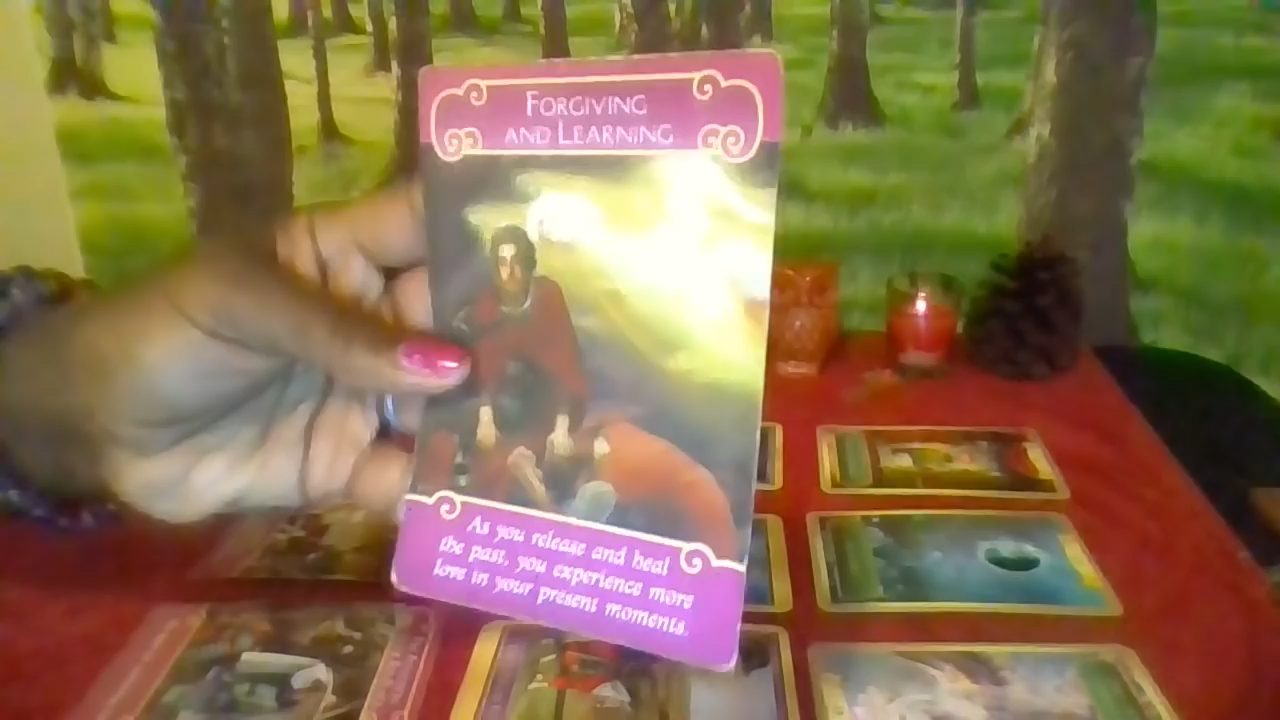 FORGIVING
AND LEARNING
As you release and heal
the past, you experience more
love in your present moments.